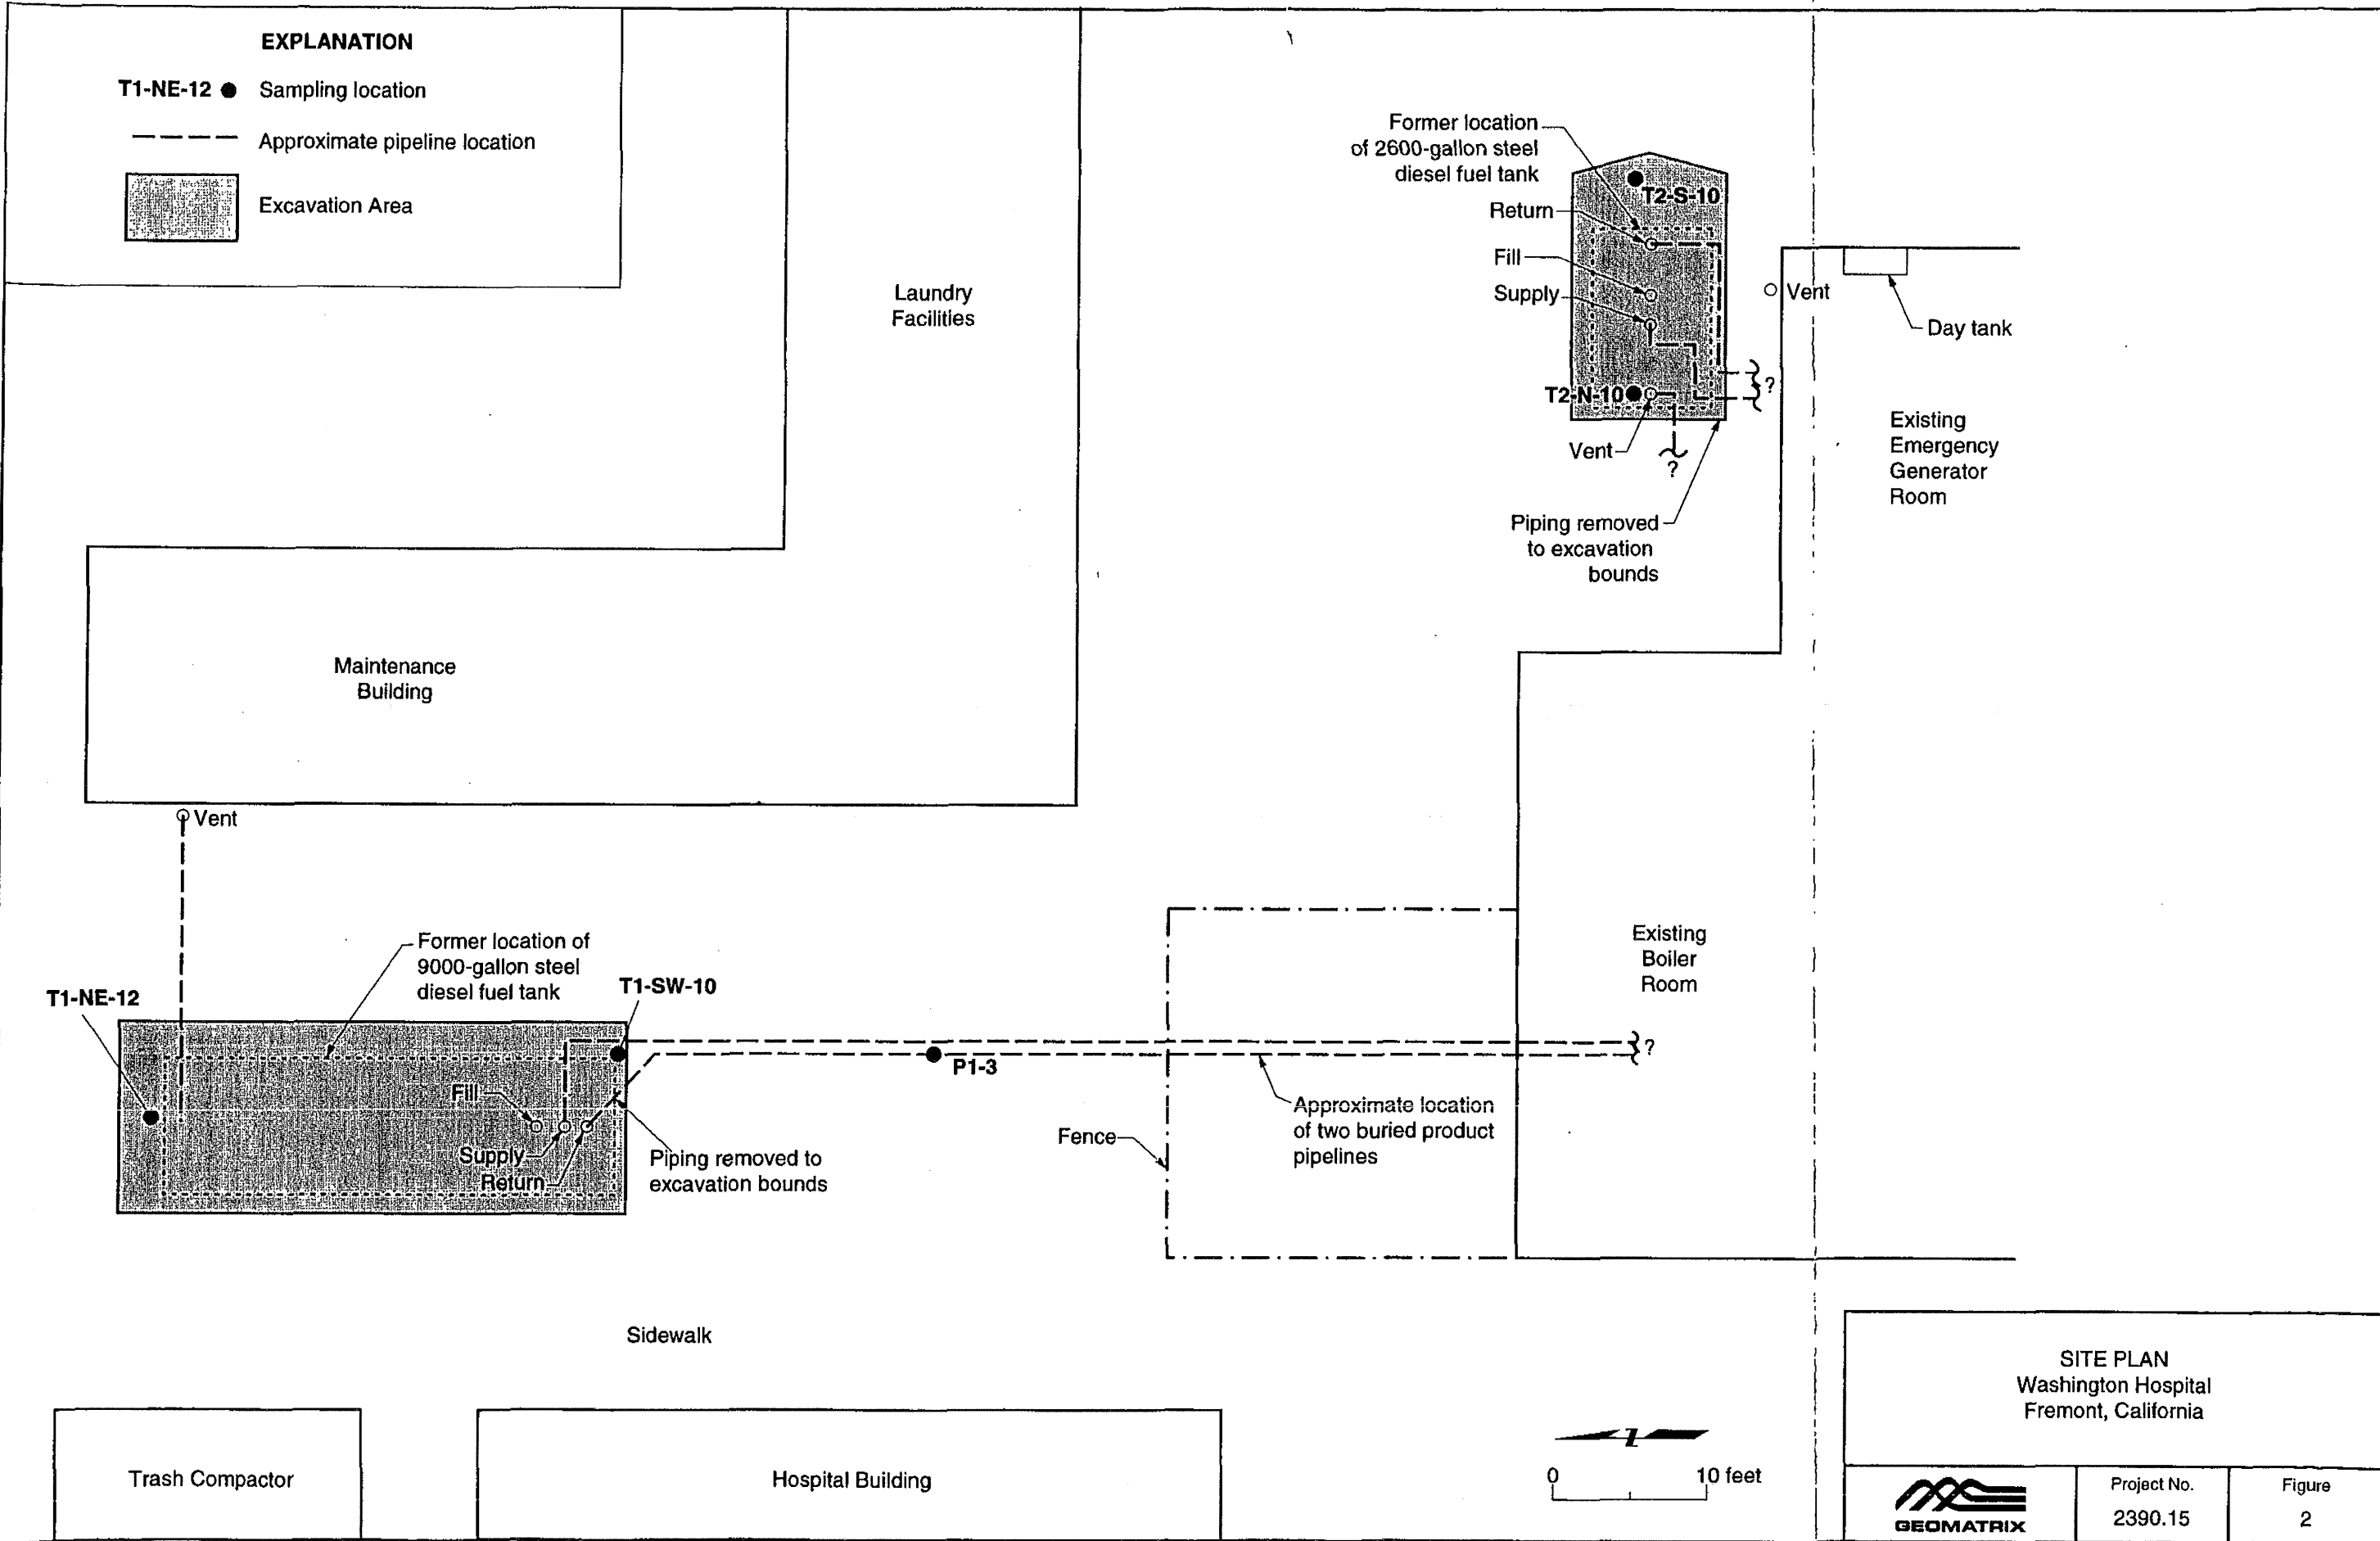 EXPLANATION
T1-NE-12 Sampling location
Approximate pipeline location
Excavation Area
Laundry
Facilities
Former location
of 2600-gallon steel
diesel fuel tank
T2-S-10
Return
Fill
Supply
T2-N-10
Vent
?
?
Piping removed
to excavation
bounds
Vent
Day tank
Existing
Emergency
Generator
Room
Maintenance
Building
Vent
Former location of
9000-gallon steel
diesel fuel tank
T1-NE-12
T1-SW-10
Fill
Supply
Return
Piping removed to
excavation bounds
P1-3
Fence
Approximate location
of two buried product
pipelines
?
Existing
Boiler
Room
Sidewalk
Trash Compactor
Hospital Building
Z
0 10 feet
SITE PLAN
Washington Hospital
Fremont, California
GEOMATRIX
Project No.
2390.15
Figure
2